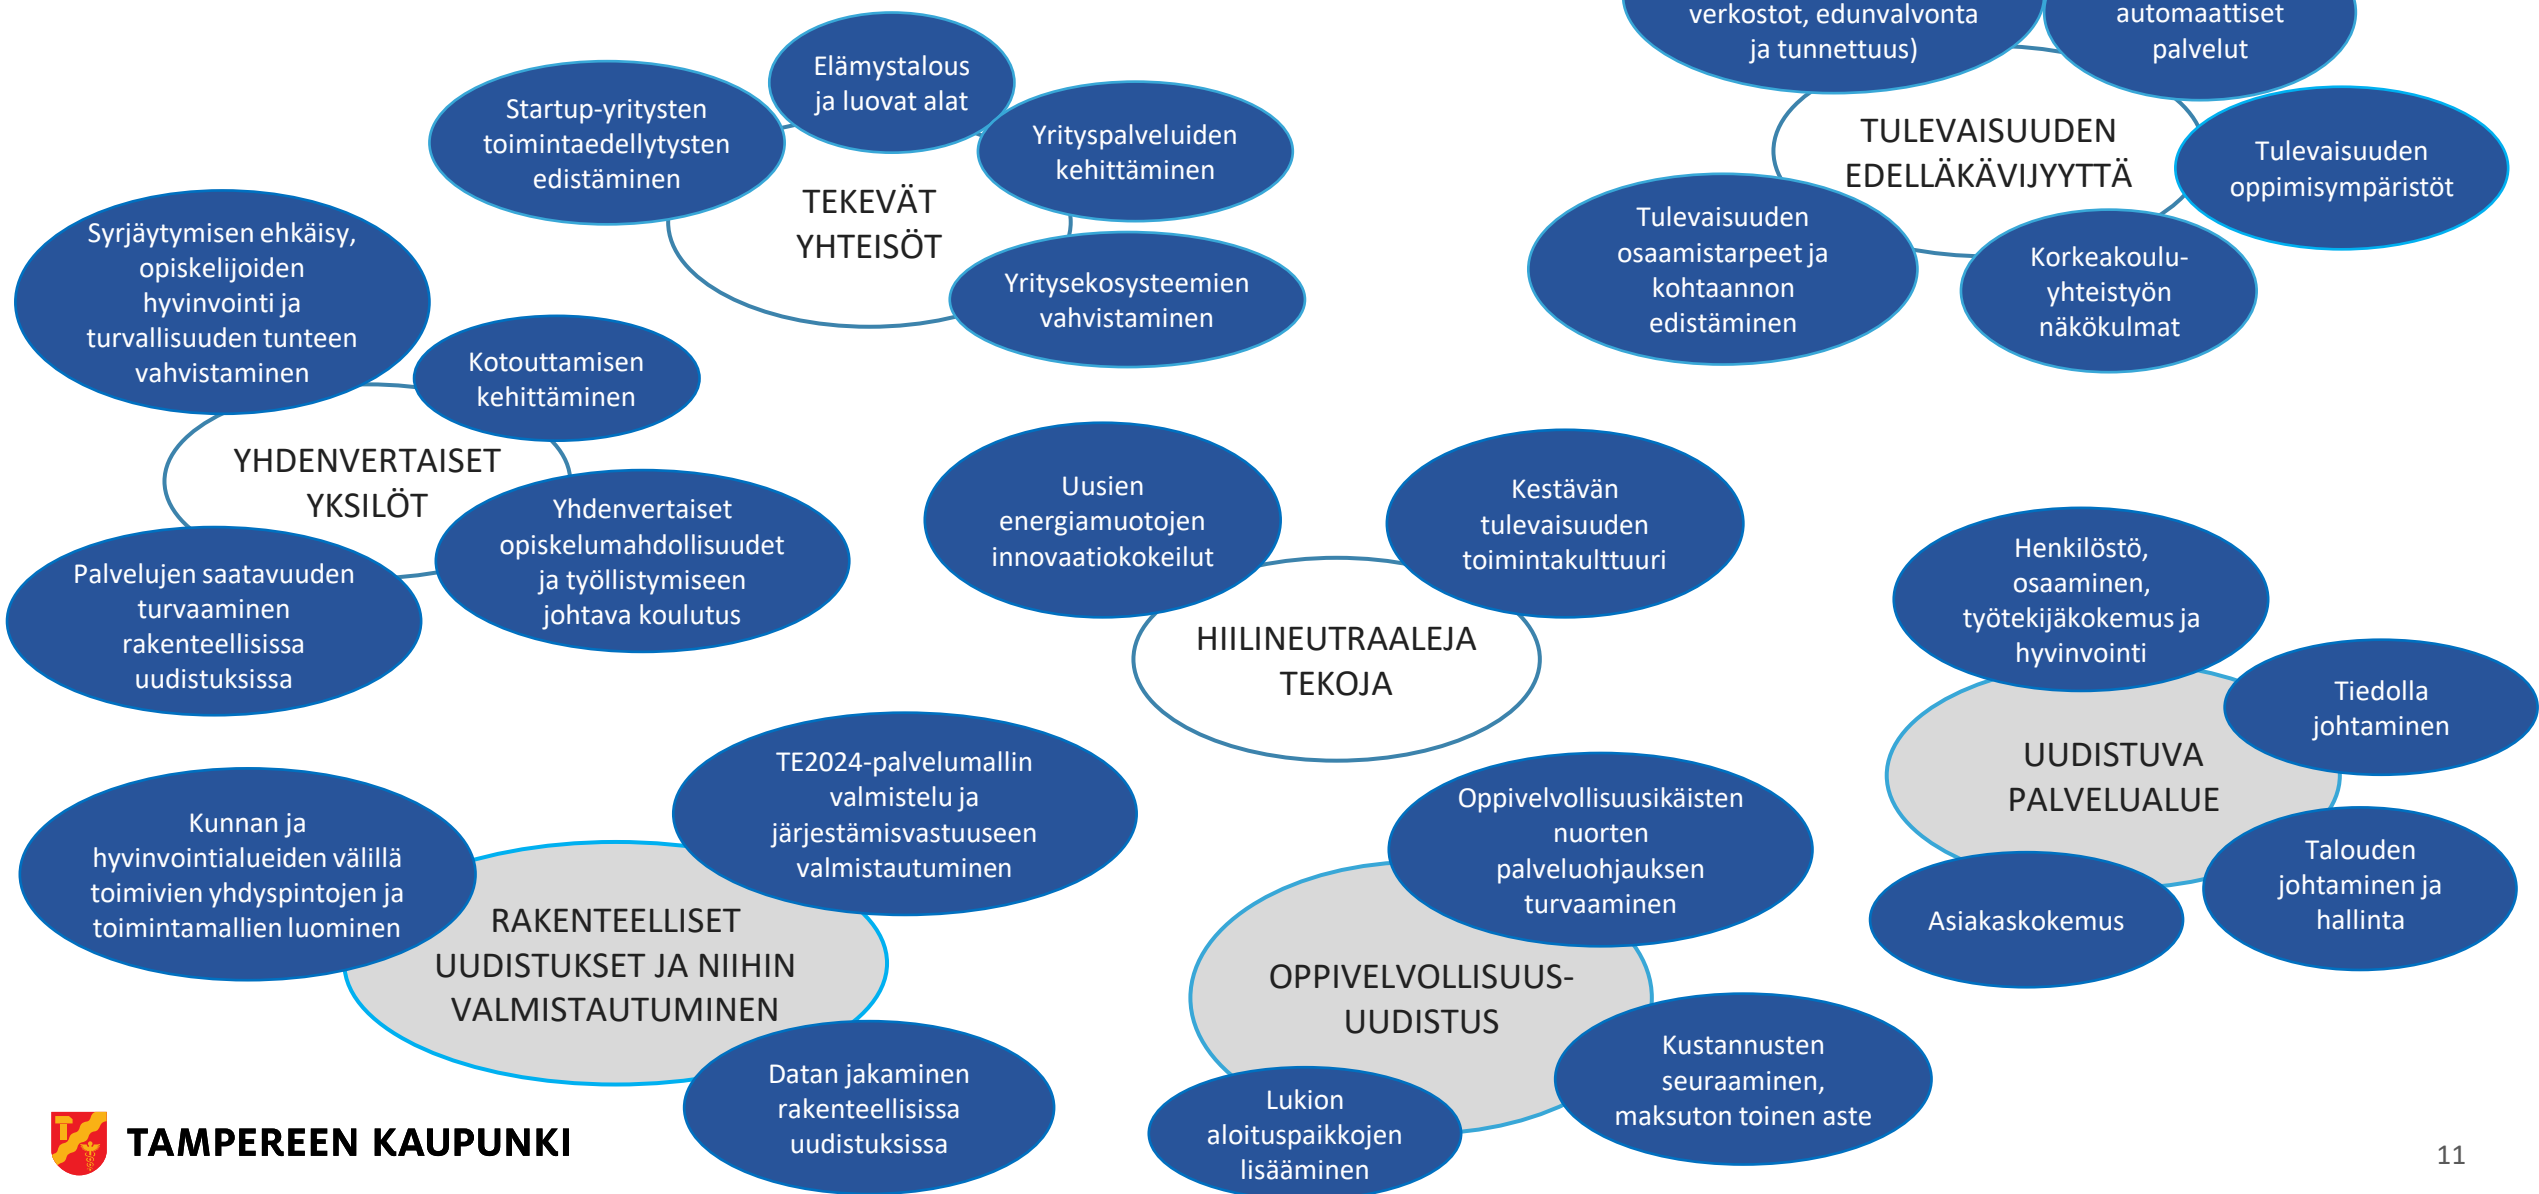 Elämystalous
ja luovat alat
Startup-yritysten
toimintaedellytysten
edistäminen
Yrityspalveluiden
kehittäminen
TEKEVÄT
YHTEISÖT
Yritysekosysteemien
vahvistaminen
verkostot, edunvalvonta
ja tunnettuus)
automaattiset
palvelut
TULEVAISUUDEN
EDELLÄKÄVIJYYTTÄ
Tulevaisuuden
oppimisympäristöt
Tulevaisuuden
osaamistarpeet ja
kohtaannon
edistäminen
Korkeakoulu-
yhteistyön
näkökulmat
Syrjäytymisen ehkäisy,
opiskelijoiden
hyvinvointi ja
turvallisuuden tunteen
vahvistaminen
Kotouttamisen
kehittäminen
YHDENVERTAISET
YKSILÖT
Yhdenvertaiset
opiskelumahdollisuudet
ja työllistymiseen
johtava koulutus
Palvelujen saatavuuden
turvaaminen
rakenteellisissa
uudistuksissa
Uusien
energiamuotojen
innovaatiokokeilut
Kestävän
tulevaisuuden
toimintakulttuuri
HIILINEUTRAALEJA
TEKOJA
Henkilöstö,
osaaminen,
työtekijäkokemus ja
hyvinvointi
Tiedolla
johtaminen
UUDISTUVA
PALVELUALUE
Talouden
johtaminen ja
hallinta
Asiakaskokemus
Kunnan ja
hyvinvointialueiden välillä
toimivien yhdyspintojen ja
toimintamallien luominen
TE2024-palvelumallin
valmistelu ja
järjestämisvastuuseen
valmistautuminen
RAKENTEELLISET
UUDISTUKSET JA NIIHIN
VALMISTAUTUMINEN
Datan jakaminen
rakenteellisissa
uudistuksissa
Oppivelvollisuusikäisten
nuorten
palveluohjauksen
turvaaminen
OPPIVELVOLLISUUS-
UUDISTUS
Kustannusten
seuraaminen,
maksuton toinen aste
Lukion
aloituspaikkojen
lisääminen
TAMPEREEN KAUPUNKI
11